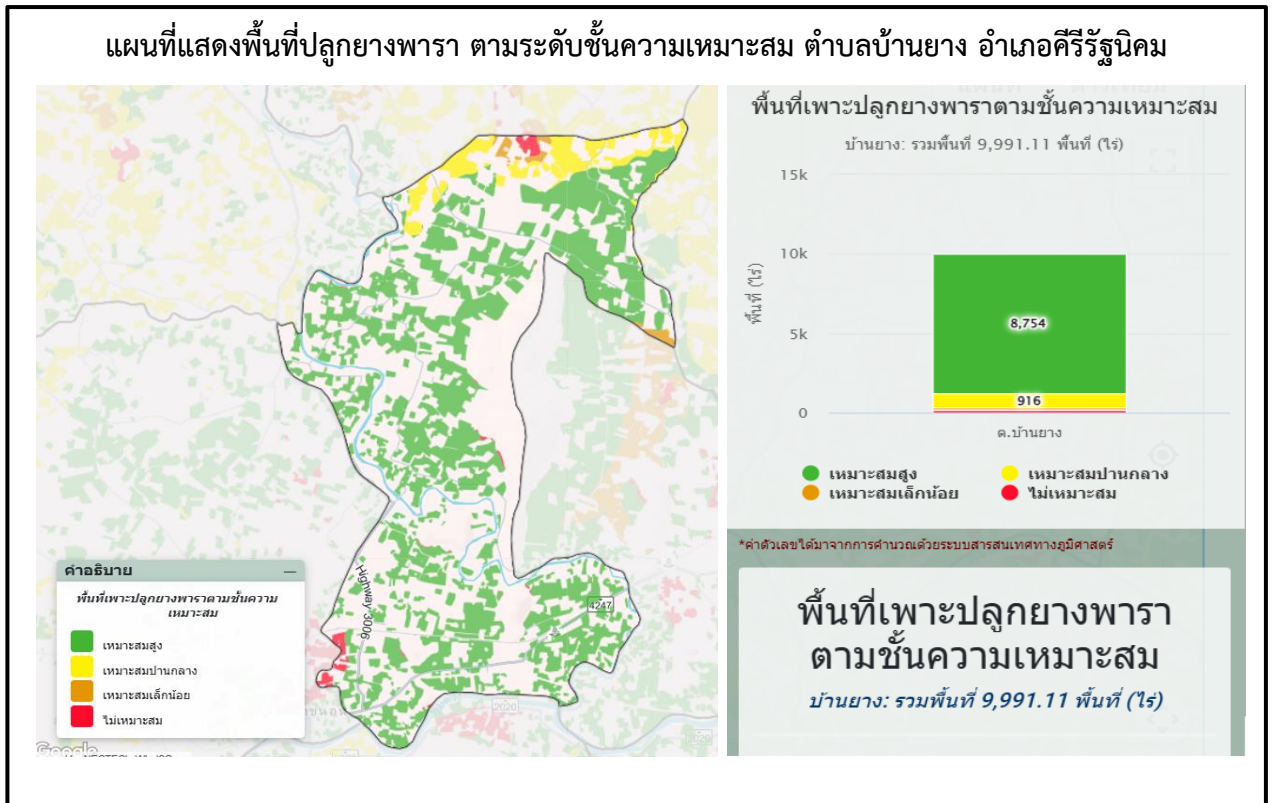 แผนที่แสดงพื้นที่ปลูกยางพารา ตามระดับชั้นความเหมาะสม ตำบลบ้านยาง อำเภอคีรีรัฐนิคม
พื้นที่เพาะปลูกยางพาราตามชั้นความเหมาะสม
บ้านยาง: รวมพื้นที่ 9,991.11 พื้นที่ (ไร่)
15k
10k
5k
0
พื้นที่ (ไร่)
8,754
916
ต.บ้านยาง
เหมาะสมสูง
เหมาะสมปานกลาง
เหมาะสมเล็กน้อย
ไม่เหมาะสม
*ค่าตัวเลขได้มาจากการคำนวณด้วยระบบสารสนเทศทางภูมิศาสตร์
พื้นที่เพาะปลูกยางพารา
ตามชั้นความเหมาะสม
บ้านยาง: รวมพื้นที่ 9,991.11 พื้นที่ (ไร่)
Highway 3006
4247
2020
คำอธิบาย
พื้นที่เพาะปลูกยางพาราตามชั้นความ
เหมาะสม
เหมาะสมสูง
เหมาะสมปานกลาง
เหมาะสมเล็กน้อย
ไม่เหมาะสม
Google